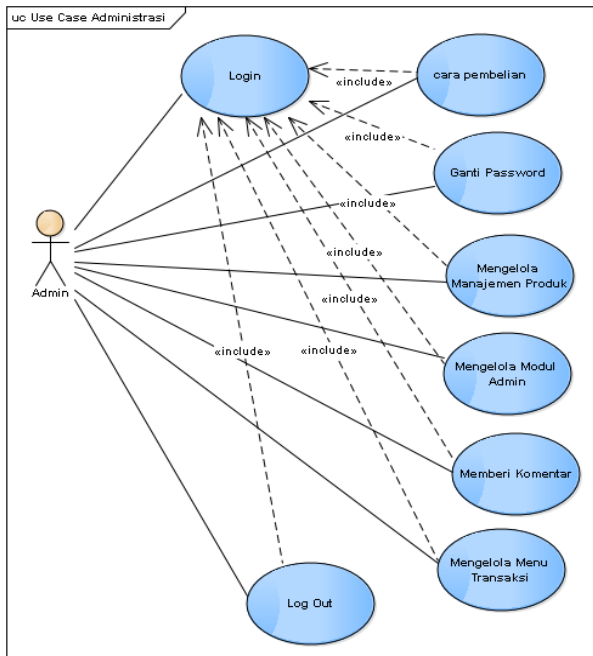 uc Use Case Administrasi
Login
cara pembelian
«include»
«include»
Ganti Password
«include»
Admin
Mengelola
Manajemen Produk
«include»
«include»
«include»
«include»
Mengelola Modul
Admin
Memberi Komentar
Mengelola Menu
Transaksi
Log Out